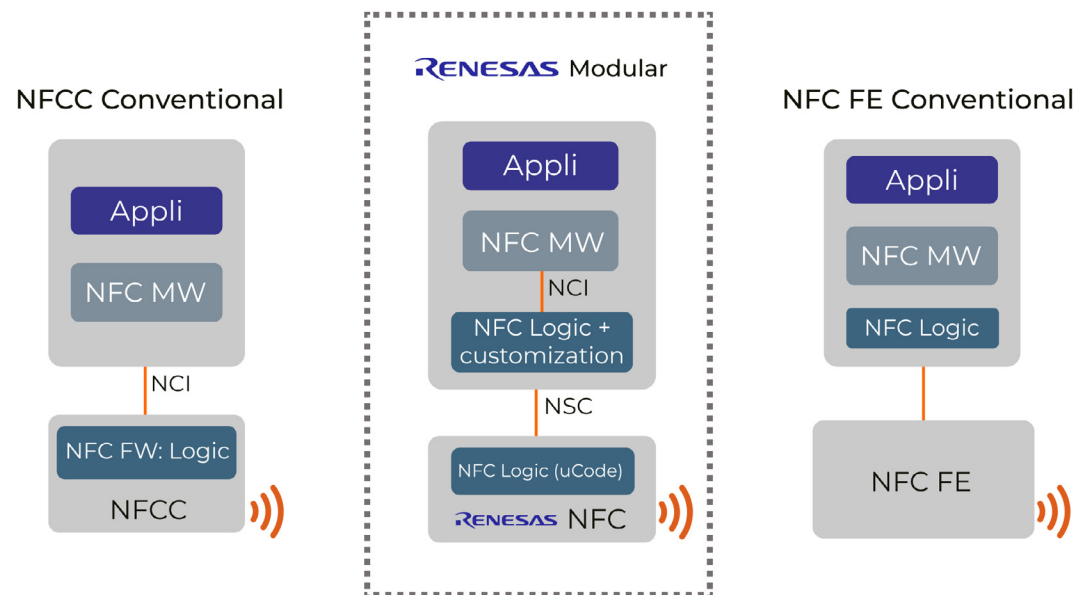 NFCC Conventional
Appli
NFC MW
NCI
NFC FW: Logic
NFCC
RENESAS Modular
Appli
NFC MW
NCI
NFC Logic +
customization
NSC
NFC Logic (uCode)
RENESAS NFC
NFC FE Conventional
Appli
NFC MW
NFC Logic
NFC FE